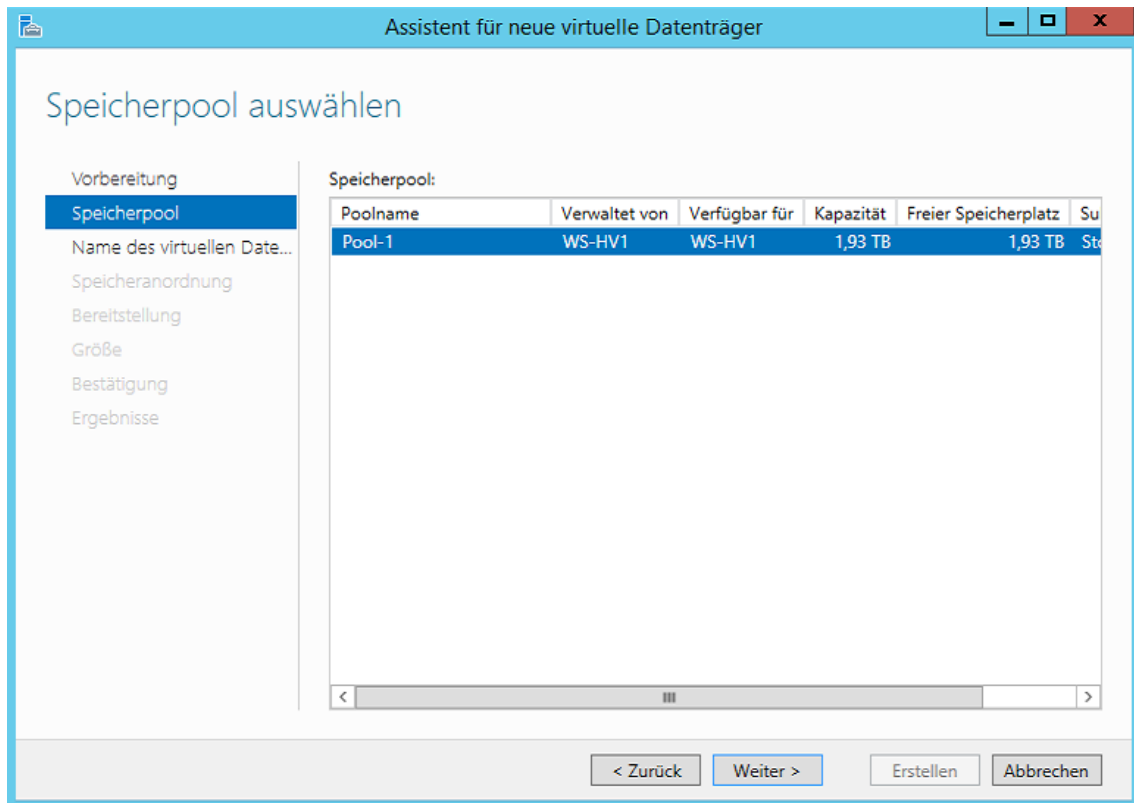 Assistent für neue virtuelle Datenträger
Speicherpool auswählen
Vorbereitung
Speicherpool
Name des virtuellen Date...
Speicheranordnung
Bereitstellung
Größe
Bestätigung
Ergebnisse
Speicherpool:
Poolname Verwaltet von Verfügbar für Kapazität Freier Speicherplatz Su
Pool-1 WS-HV1 WS-HV1 1,93 TB 1,93 TB Sto
< Zurück Weiter > Erstellen Abbrechen